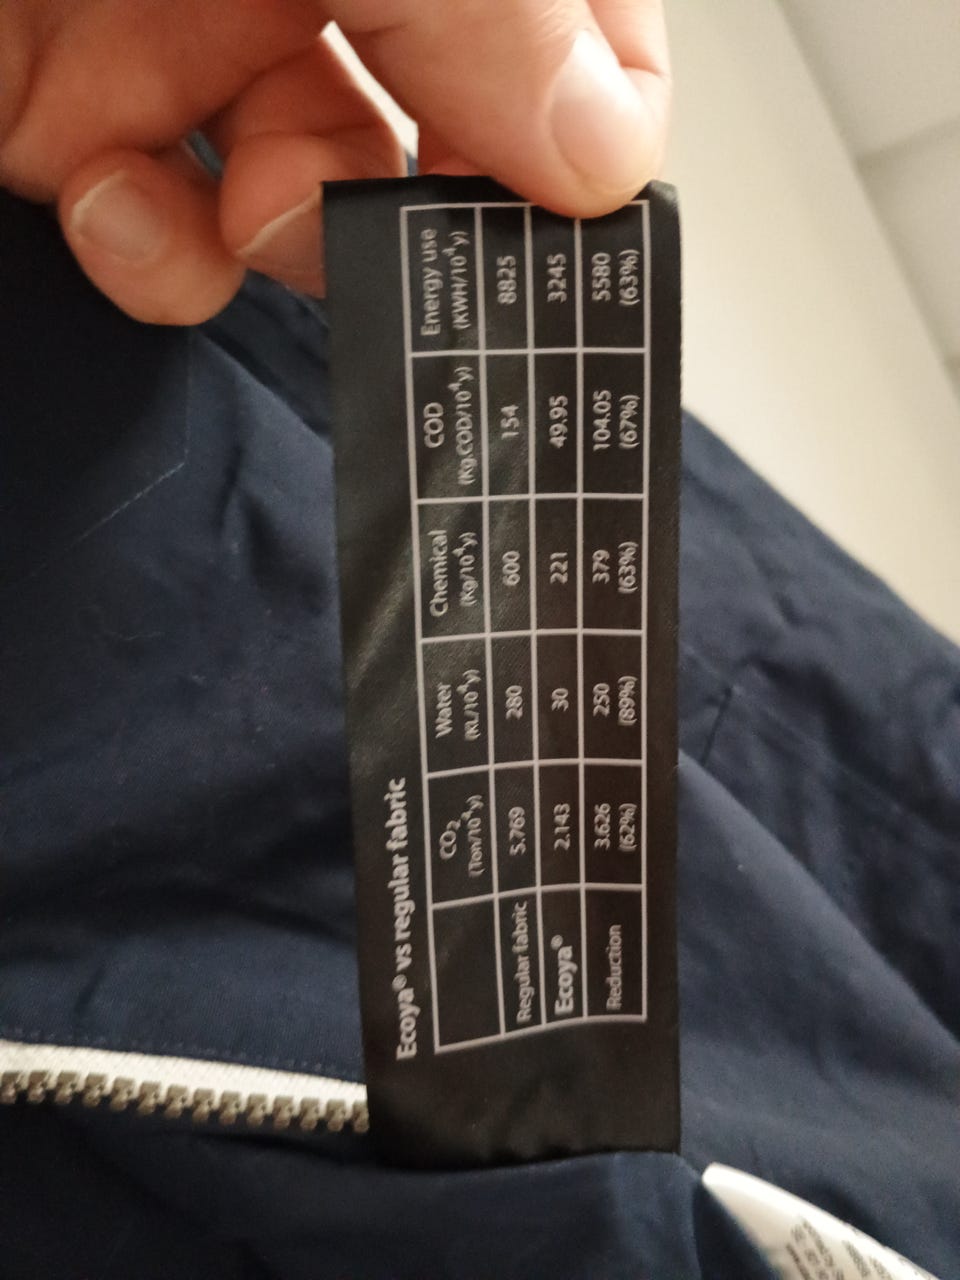 Ecoya® vs regular fabric
CO₂ Water Chemical COD Energy use
(Ton/10⁴y) (KL/10⁴y) (Kg/10⁴y) (Kg.COD/10⁴y) (KWH/10⁴y)
Regular fabric 5.769 280 600 154 8825
Ecoya® 2.143 30 221 49.95 3245
Reduction 3.626 250 379 104.05 5580
(62%) (89%) (63%) (67%) (63%)